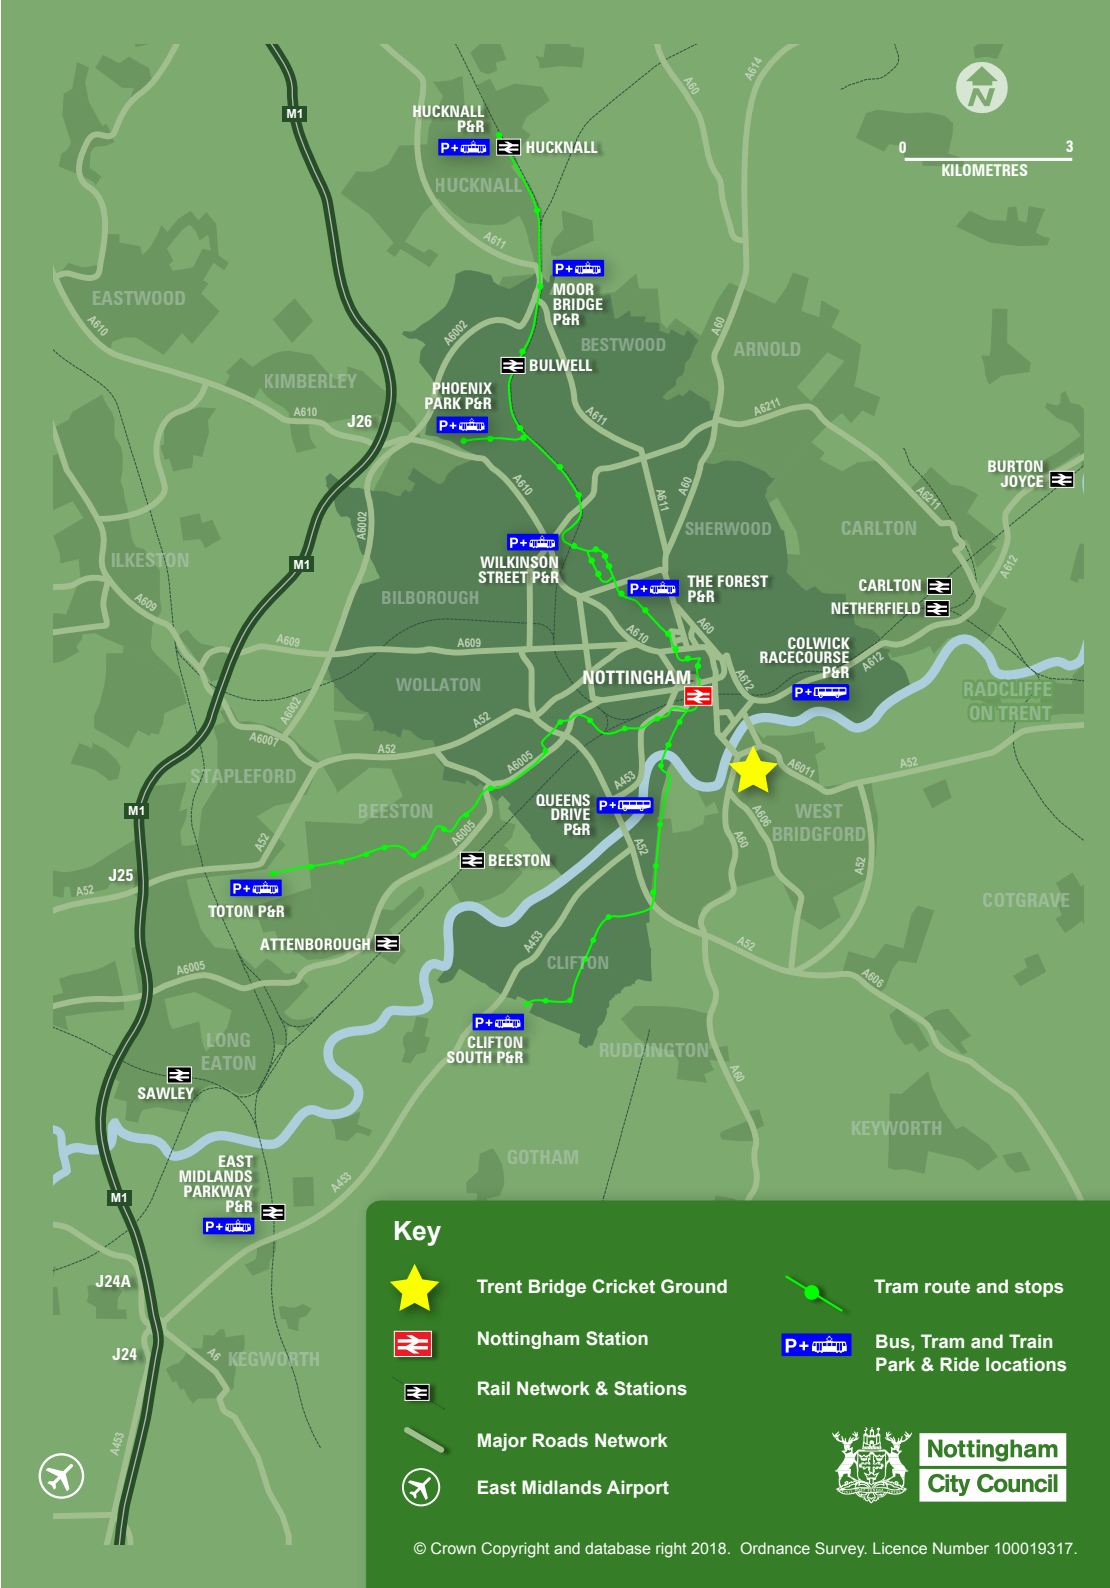 A60
A614
M1
HUCKNALL
P&R
P+
HUCKNALL
HUCKNALL
N
0
3
KILOMETRES
A611
P+
MOOR
BRIDGE
P&R
EASTWOOD
A610
A6002
A60
BESTWOOD
ARNOLD
BULWELL
KIMBERLEY
PHOENIX
PARK P&R
P+
A610
J26
A611
A6211
BURTON
JOYCE
A610
A60
A611
A6211
A6002
SHERWOOD
CARLTON
P+
WILKINSON
STREET P&R
ILKESTON
M1
A612
P+
THE FOREST
P&R
CARLTON
NETHERFIELD
A609
BILBOROUGH
A60
A610
COLWICK
RACECOURSE
P&R
A609
A609
A612
NOTTINGHAM
A612
P+
WOLLATON
RADCLIFFE
ON TRENT
A6002
A52
A6007
A52
A6005
A52
A6011
STAPLEFORD
A453
BEESTON
QUEENS
DRIVE
P&R
P+
M1
A606
WEST
BRIDGFORD
A6005
A60
A52
A52
BEESTON
A52
J25
A52
P+
TOTON P&R
COTGRAVE
ATTENBOROUGH
A453
A52
CLIFTON
A6005
A606
P+
CLIFTON
SOUTH P&R
LONG
EATON
RUDDINGTON
A60
SAWLEY
KEYWORTH
EAST
MIDLANDS
PARKWAY
P&R
P+
GOTHAM
A453
M1
J24A
J24
A6
KEGWORTH
A453
Key
Trent Bridge Cricket Ground
Nottingham Station
Rail Network & Stations
Major Roads Network
East Midlands Airport
Tram route and stops
P+
Bus, Tram and Train
Park & Ride locations
Nottingham
City Council
© Crown Copyright and database right 2018. Ordnance Survey. Licence Number 100019317.